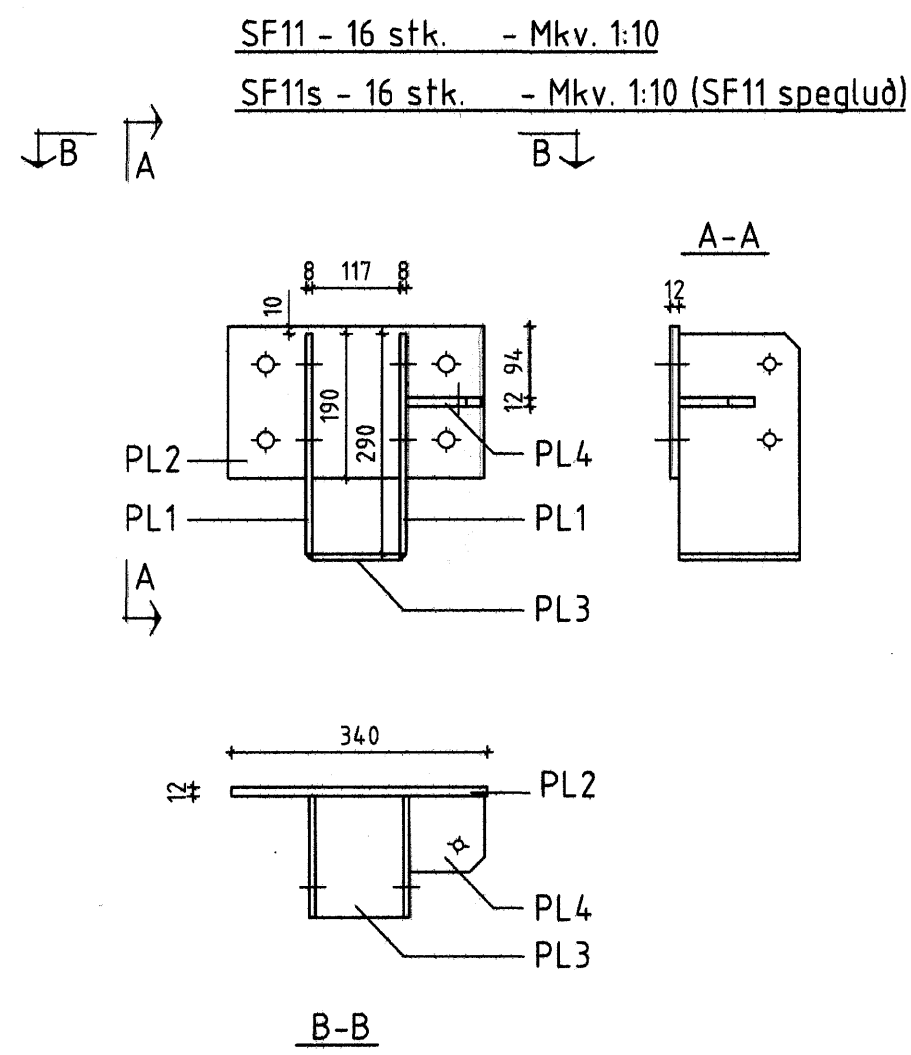 SF11 - 16 stk. - Mkv. 1:10
SF11s - 16 stk. - Mkv. 1:10 (SF11 spegluð)
B
A
B
A-A
8 117 8
12
10
94
190
12
290
PL2
PL4
PL1
PL1
A
PL3
340
12
PL2
PL4
PL3
B-B